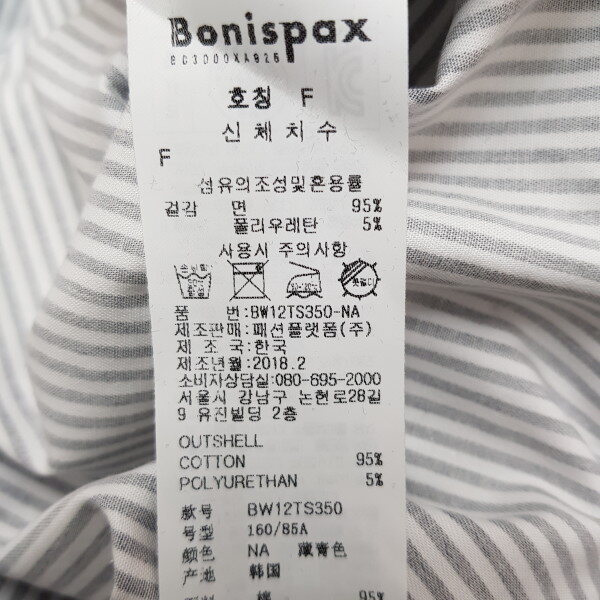 Bonispax
호칭 F
신체치수
F
섬유의조성및혼용률
겉감 면 95%
폴리우레탄 5%
사용시 주의사항
품 번:BW12TS350-NA
제조판매:패션플랫폼(주)
제 조 국:한국
제조년월:2018.2
소비자상담실:080-695-2000
서울시 강남구 논현로28길
9 유진빌딩 2층
OUTSHELL
COTTON 95%
POLYURETHAN 5%
款号 BW12TS350
号型 160/85A
颜色 NA 藏青色
产地 韩国
95%